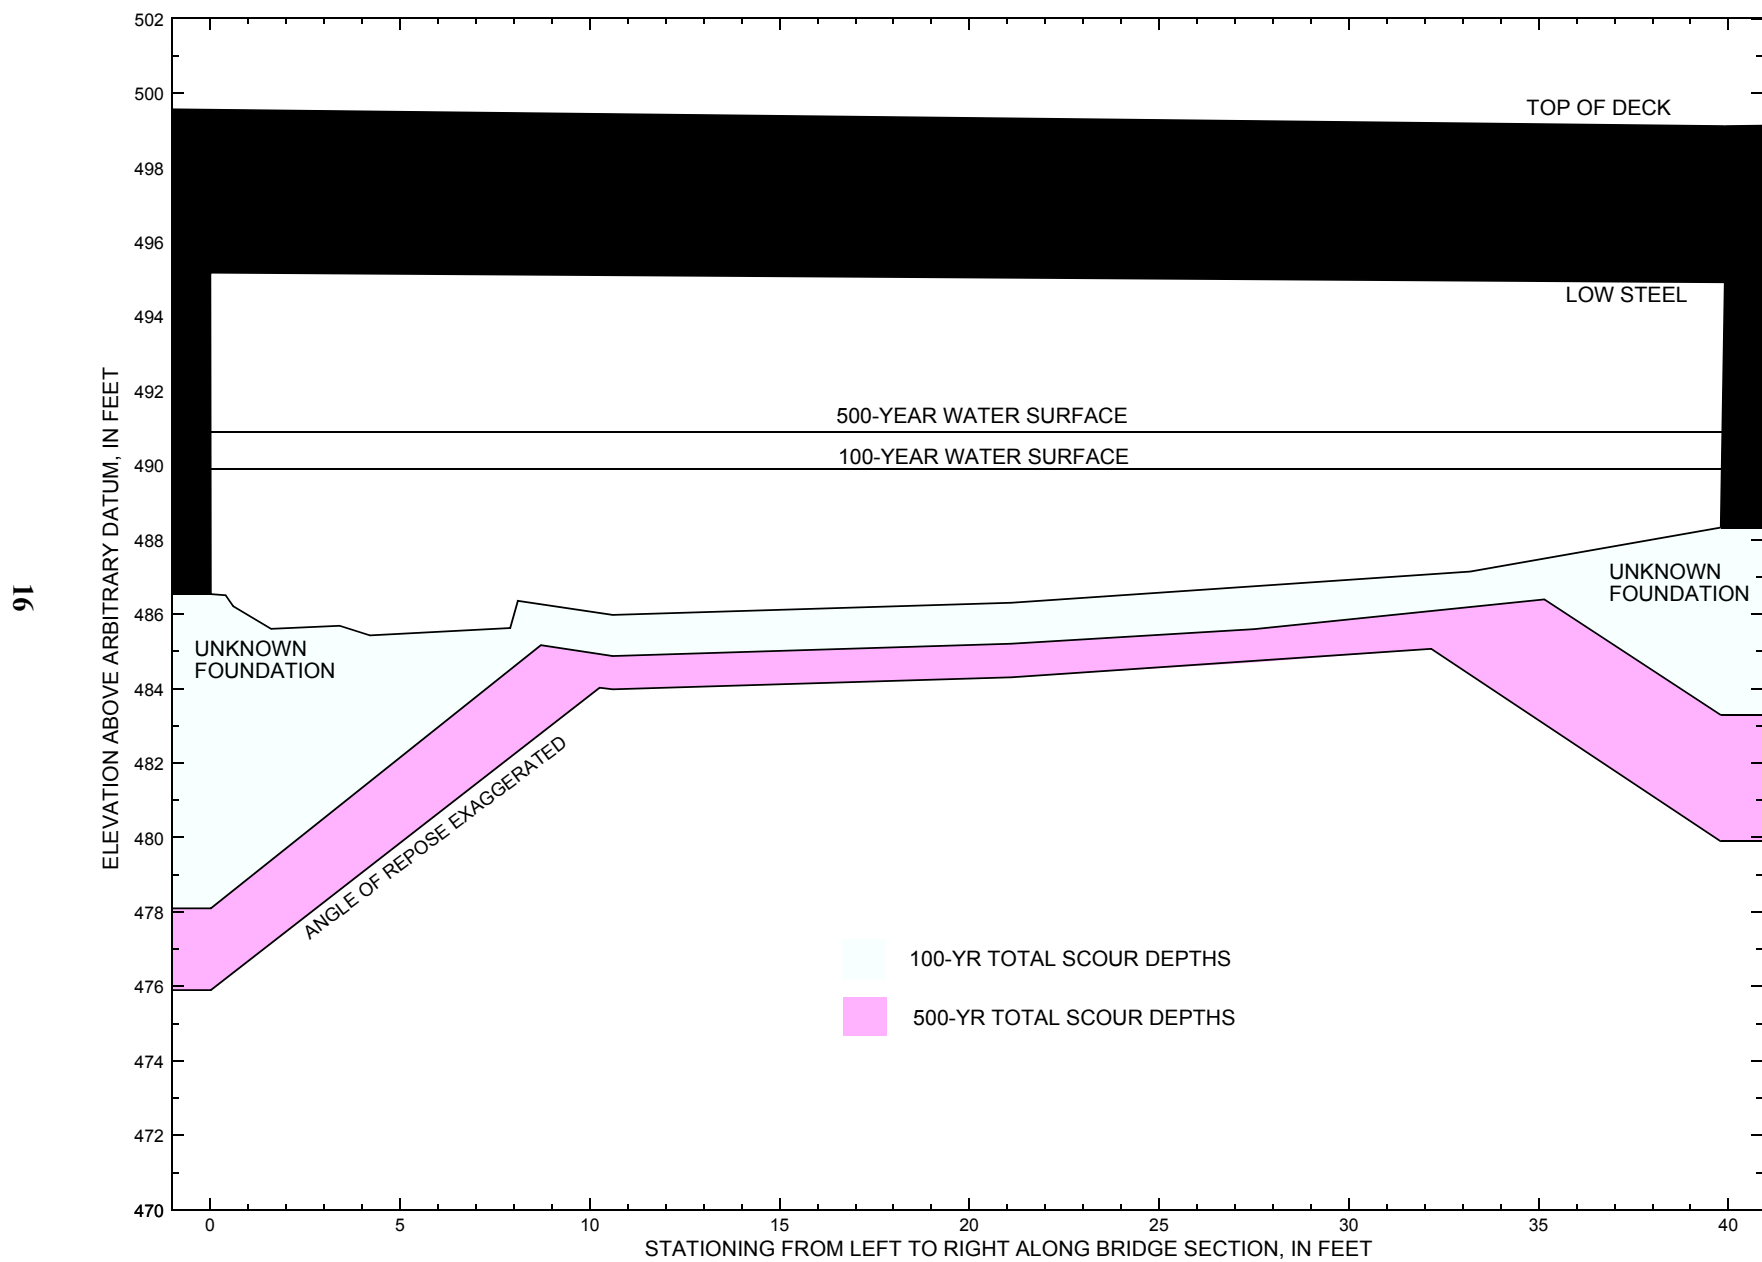 502
500
498
496
494
492
490
488
486
484
482
480
478
476
474
472
470
ELEVATION ABOVE ARBITRARY DATUM, IN FEET
16
TOP OF DECK
LOW STEEL
500-YEAR WATER SURFACE
100-YEAR WATER SURFACE
UNKNOWN
FOUNDATION
UNKNOWN
FOUNDATION
ANGLE OF REPOSE EXAGGERATED
100-YR TOTAL SCOUR DEPTHS
500-YR TOTAL SCOUR DEPTHS
0 5 10 15 20 25 30 35 40
STATIONING FROM LEFT TO RIGHT ALONG BRIDGE SECTION, IN FEET